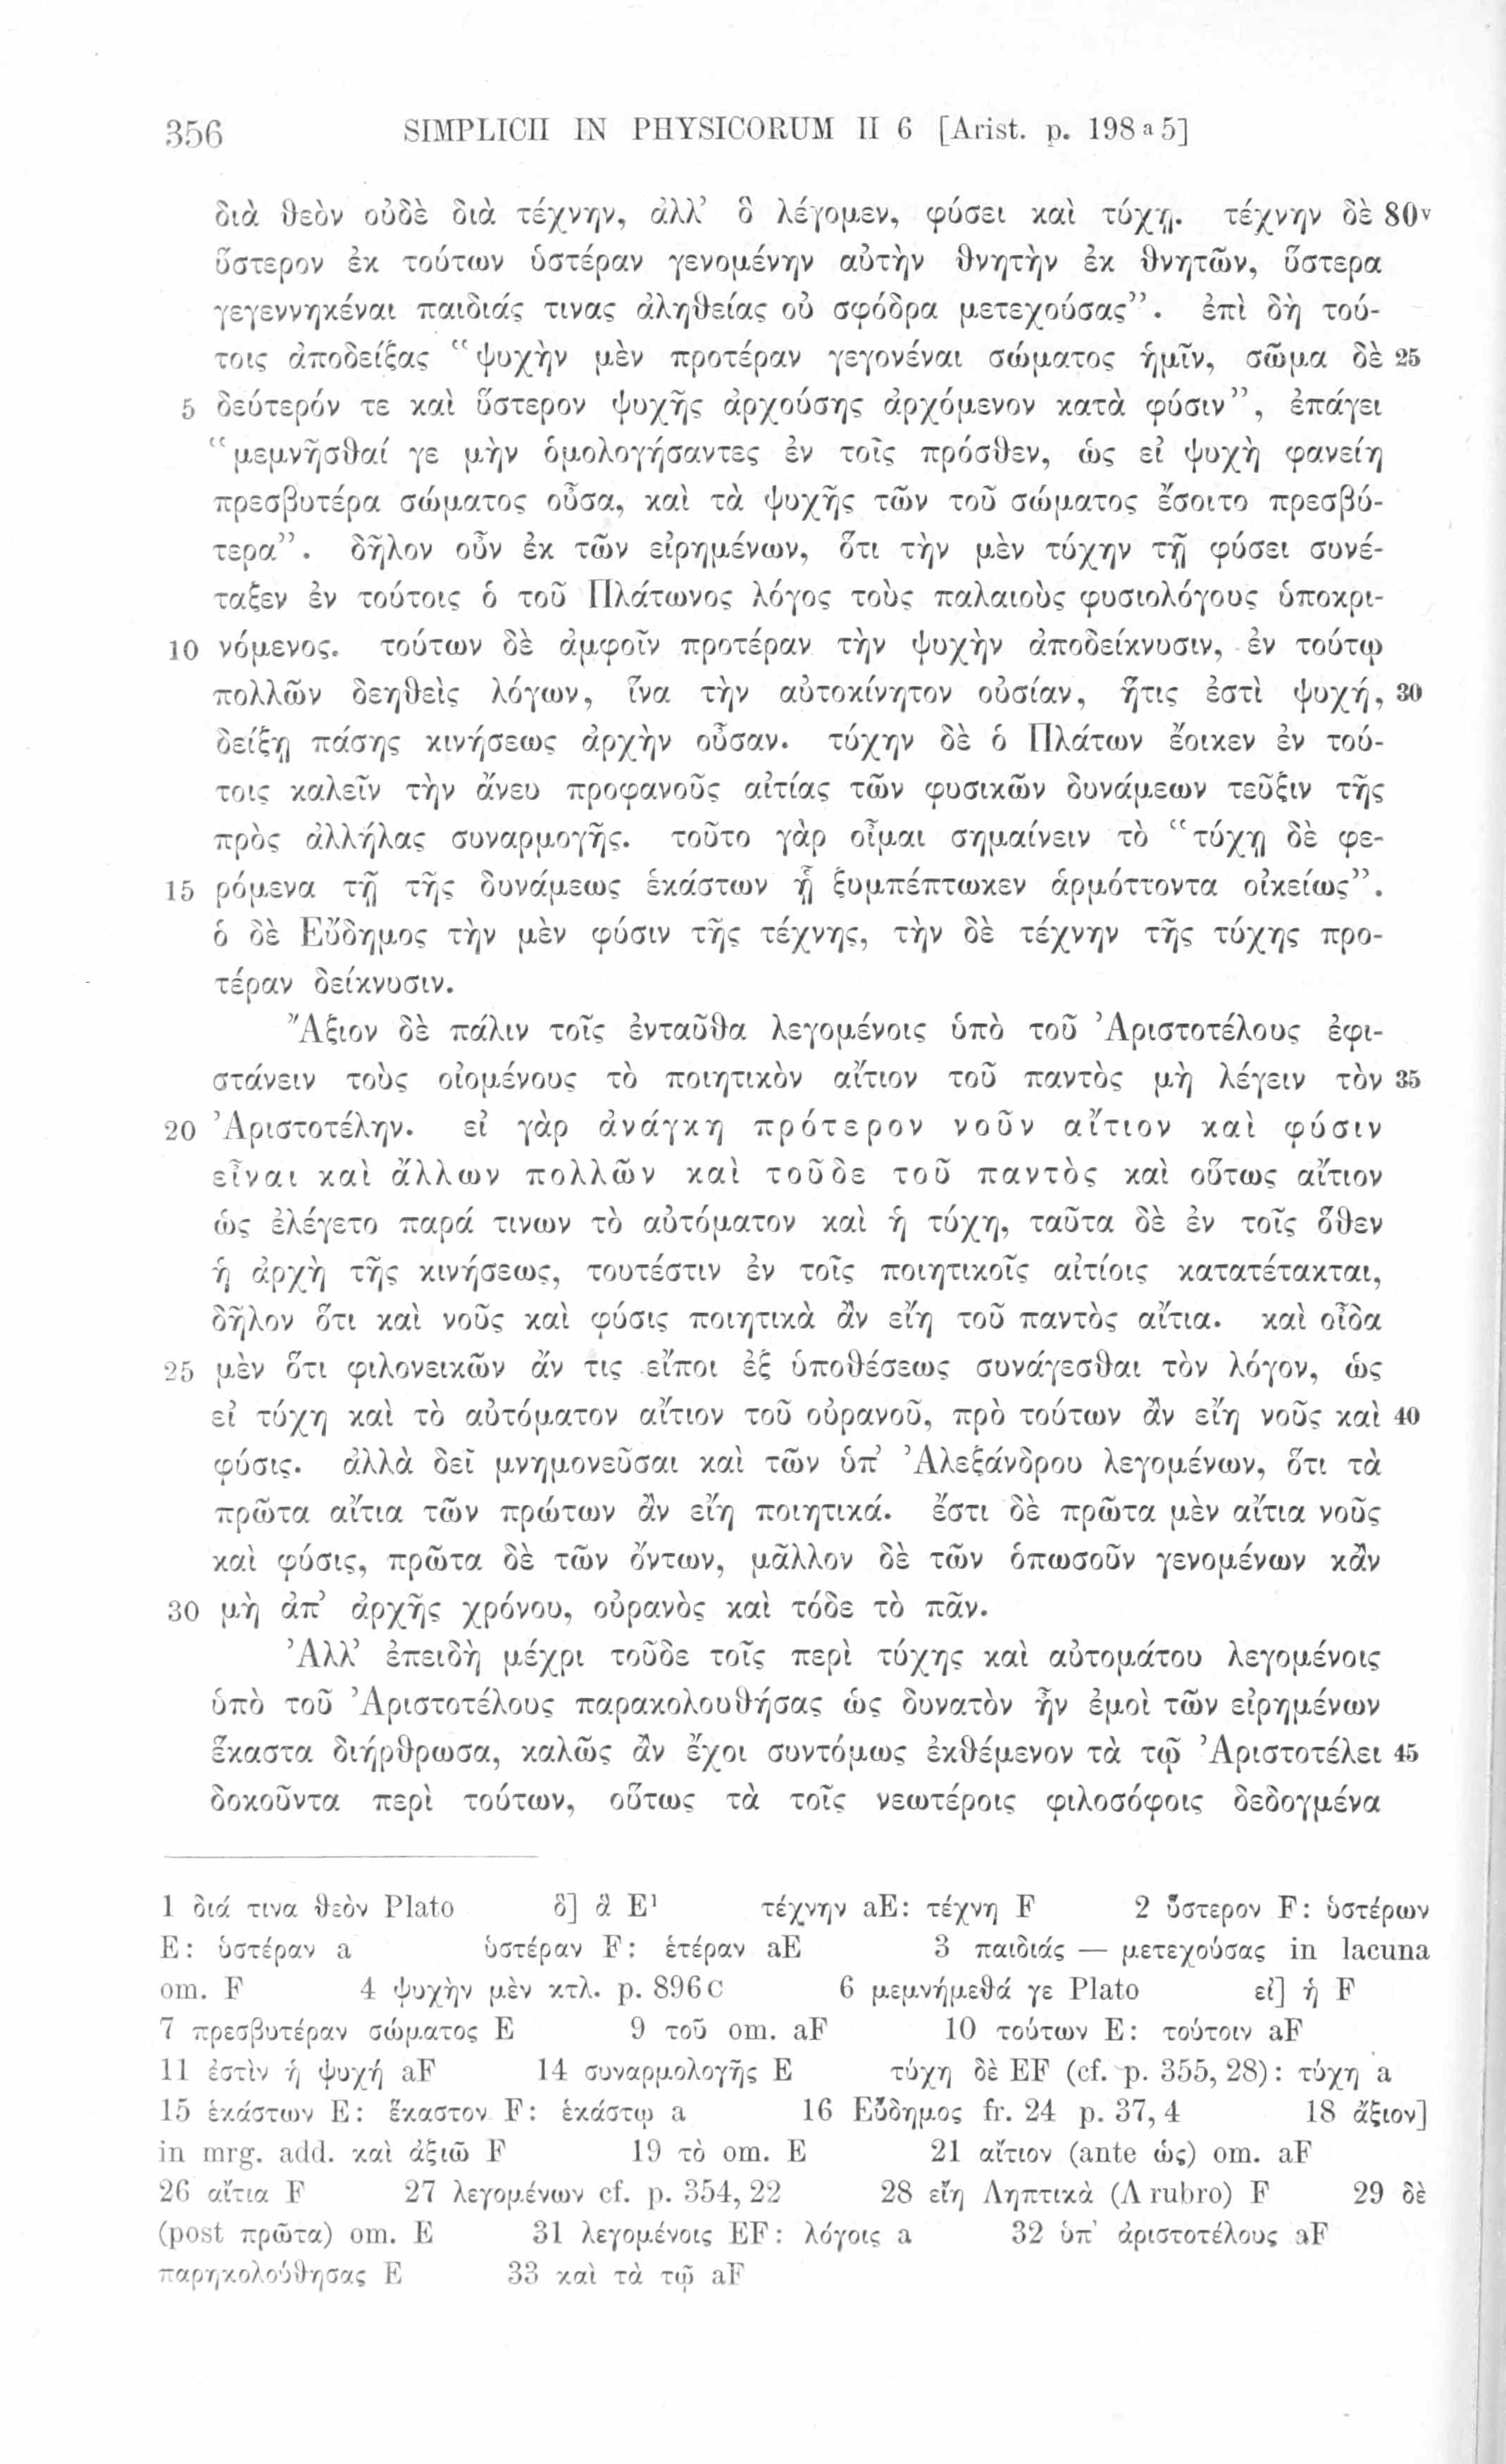 356 SIMPLICII IN PHYSICORUM II 6 [Arist. p. 198 a 5]
διὰ θεὸν οὐδὲ διὰ τέχνην, ἀλλ’ ὃ λέγομεν, φύσει καὶ τύχῃ. τέχνην δὲ 80v
ὕστερον ἐκ τούτων ὑστέραν γενομένην αὐτὴν θνητὴν ἐκ θνητῶν, ὕστερα
γεγεννηκέναι παιδιάς τινας ἀληθείας οὐ σφόδρα μετεχούσας”. ἐπὶ δὴ τού-
τοις ἀποδείξας “ψυχὴν μὲν προτέραν γεγονέναι σώματος ἡμῖν, σῶμα δὲ 25
5 δεύτερόν τε καὶ ὕστερον ψυχῆς ἀρχούσης ἀρχόμενον κατὰ φύσιν”, ἐπάγει
“μεμνῆσθαί γε μὴν ὁμολογήσαντες ἐν τοῖς πρόσθεν, ὡς εἰ ψυχὴ φανείη
πρεσβυτέρα σώματος οὖσα, καὶ τὰ ψυχῆς τῶν τοῦ σώματος ἔσοιτο πρεσβύ-
τερα”. δῆλον οὖν ἐκ τῶν εἰρημένων, ὅτι τὴν μὲν τύχην τῇ φύσει συνέ-
ταξεν ἐν τούτοις ὁ τοῦ Πλάτωνος λόγος τοὺς παλαιοὺς φυσιολόγους ὑποκρι-
10 νόμενος. τούτων δὲ ἀμφοῖν προτέραν τὴν ψυχὴν ἀποδείκνυσιν, ἐν τούτῳ
πολλῶν δεηθεὶς λόγων, ἵνα τὴν αὐτοκίνητον οὐσίαν, ἥτις ἐστὶ ψυχή, 30
δείξῃ πάσης κινήσεως ἀρχὴν οὖσαν. τύχην δὲ ὁ Πλάτων ἔοικεν ἐν τού-
τοις καλεῖν τὴν ἄνευ προφανοῦς αἰτίας τῶν φυσικῶν δυνάμεων τεῦξιν τῆς
πρὸς ἀλλήλας συναρμογῆς. τοῦτο γὰρ οἶμαι σημαίνειν τὸ “τύχῃ δὲ φε-
15 ρόμενα τῇ τῆς δυνάμεως ἑκάστων ᾗ ξυμπέπτωκεν ἁρμόττοντα οἰκείως”.
ὁ δὲ Εὔδημος τὴν μὲν φύσιν τῆς τέχνης, τὴν δὲ τέχνην τῆς τύχης προ-
τέραν δείκνυσιν.
Ἄξιον δὲ πάλιν τοῖς ἐνταῦθα λεγομένοις ὑπὸ τοῦ Ἀριστοτέλους ἐφι-
στάνειν τοὺς οἰομένους τὸ ποιητικὸν αἴτιον τοῦ παντὸς μὴ λέγειν τὸν 35
20 Ἀριστοτέλην. εἰ γὰρ ἀνάγκη πρότερον νοῦν αἴτιον καὶ φύσιν
εἶναι καὶ ἄλλων πολλῶν καὶ τοῦδε τοῦ παντὸς καὶ οὕτως αἴτιον
ὡς ἐλέγετο παρά τινων τὸ αὐτόματον καὶ ἡ τύχη, ταῦτα δὲ ἐν τοῖς ὅθεν
ἡ ἀρχὴ τῆς κινήσεως, τουτέστιν ἐν τοῖς ποιητικοῖς αἰτίοις κατατέτακται,
δῆλον ὅτι καὶ νοῦς καὶ φύσις ποιητικὰ ἂν εἴη τοῦ παντὸς αἴτια. καὶ οἶδα
25 μὲν ὅτι φιλονεικῶν ἄν τις εἴποι ἐξ ὑποθέσεως συνάγεσθαι τὸν λόγον, ὡς
εἰ τύχη καὶ τὸ αὐτόματον αἴτιον τοῦ οὐρανοῦ, πρὸ τούτων ἂν εἴη νοῦς καὶ 40
φύσις. ἀλλὰ δεῖ μνημονεῦσαι καὶ τῶν ὑπ’ Ἀλεξάνδρου λεγομένων, ὅτι τὰ
πρῶτα αἴτια τῶν πρώτων ἂν εἴη ποιητικά. ἔστι δὲ πρῶτα μὲν αἴτια νοῦς
καὶ φύσις, πρῶτα δὲ τῶν ὄντων, μᾶλλον δὲ τῶν ὁπωσοῦν γενομένων κἂν
30 μὴ ἀπ’ ἀρχῆς χρόνου, οὐρανὸς καὶ τόδε τὸ πᾶν.
Ἀλλ’ ἐπειδὴ μέχρι τοῦδε τοῖς περὶ τύχης καὶ αὐτομάτου λεγομένοις
ὑπὸ τοῦ Ἀριστοτέλους παρακολουθήσας ὡς δυνατὸν ἦν ἐμοὶ τῶν εἰρημένων
ἕκαστα διήρθρωσα, καλῶς ἂν ἔχοι συντόμως ἐκθέμενον τὰ τῷ Ἀριστοτέλει 45
δοκοῦντα περὶ τούτων, οὕτως τὰ τοῖς νεωτέροις φιλοσόφοις δεδογμένα
1 διά τινα θεὸν Plato ὃ] ἃ E¹ τέχνην aE: τέχνη F 2 ὕστερον F: ὑστέρων
E: ὑστέραν a ὑστέραν F: ἑτέραν aE 3 παιδιάς — μετεχούσας in lacuna
om. F 4 ψυχὴν μὲν κτλ. p. 896 C 6 μεμνήμεθά γε Plato εἰ] ἡ F
7 πρεσβυτέραν σώματος E 9 τοῦ om. aF 10 τούτων E: τούτοιν aF
11 ἐστὶν ἡ ψυχή aF 14 συναρμολογῆς E τύχῃ δὲ EF (cf. p. 355, 28): τύχῃ a
15 ἑκάστων E: ἕκαστον F: ἑκάστῳ a 16 Εὔδημος fr. 24 p. 37, 4 18 ἄξιον]
in mrg. add. καὶ ἀξιῶ F 19 τὸ om. E 21 αἴτιον (ante ὡς) om. aF
26 αἴτια F 27 λεγομένων cf. p. 354, 22 28 εἴη Ληπτικὰ (Λ rubro) F 29 δὲ
(post πρῶτα) om. E 31 λεγομένοις EF: λόγοις a 32 ὑπ’ ἀριστοτέλους aF
παρηκολούθησας E 33 καὶ τὰ τῷ aF